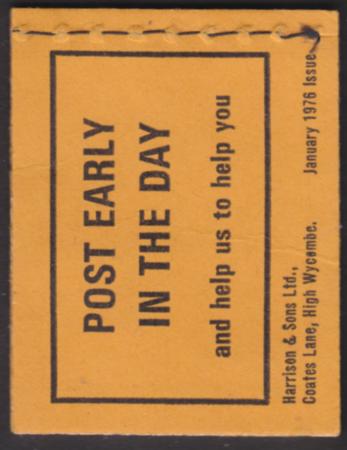 POST EARLY
IN THE DAY
and help us to help you
Harrison & Sons Ltd.,
Coates Lane, High Wycombe. January 1976 Issue